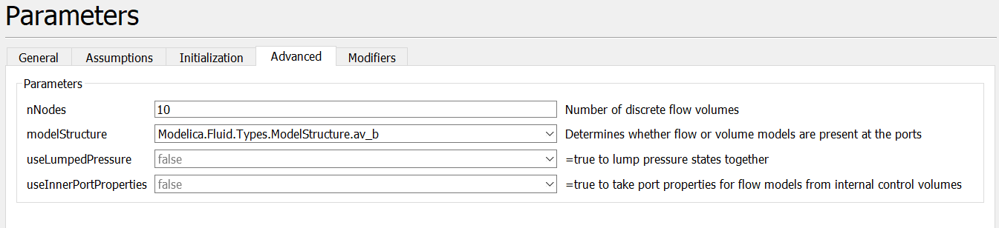 Parameters
General Assumptions Initialization Advanced Modifiers
Parameters
nNodes 10 Number of discrete flow volumes
modelStructure Modelica.Fluid.Types.ModelStructure.av_b Determines whether flow or volume models are present at the ports
useLumpedPressure false =true to lump pressure states together
useInnerPortProperties false =true to take port properties for flow models from internal control volumes